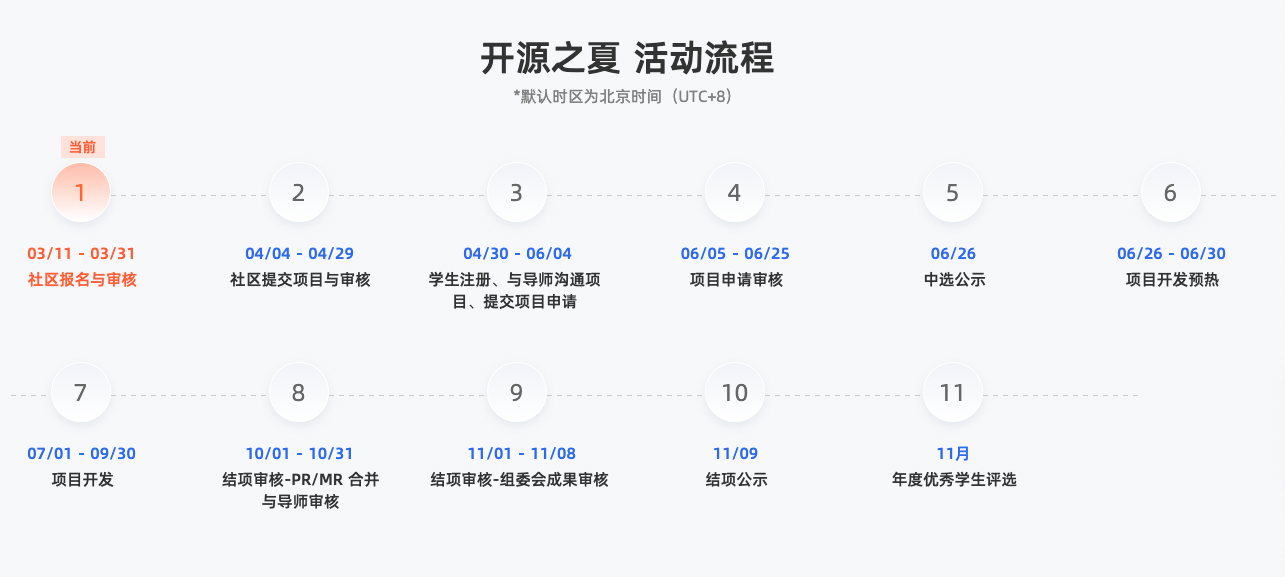 开源之夏 活动流程
*默认时区为北京时间（UTC+8）
当前
1
2
3
4
5
6
03/11 - 03/31
04/04 - 04/29
04/30 - 06/04
06/05 - 06/25
06/26
06/26 - 06/30
社区报名与审核
社区提交项目与审核
学生注册、与导师沟通项
目、提交项目申请
项目申请审核
中选公示
项目开发预热
7
8
9
10
11
07/01 - 09/30
10/01 - 10/31
11/01 - 11/08
11/09
11月
项目开发
结项审核-PR/MR 合并
与导师审核
结项审核-组委会成果审核
结项公示
年度优秀学生评选